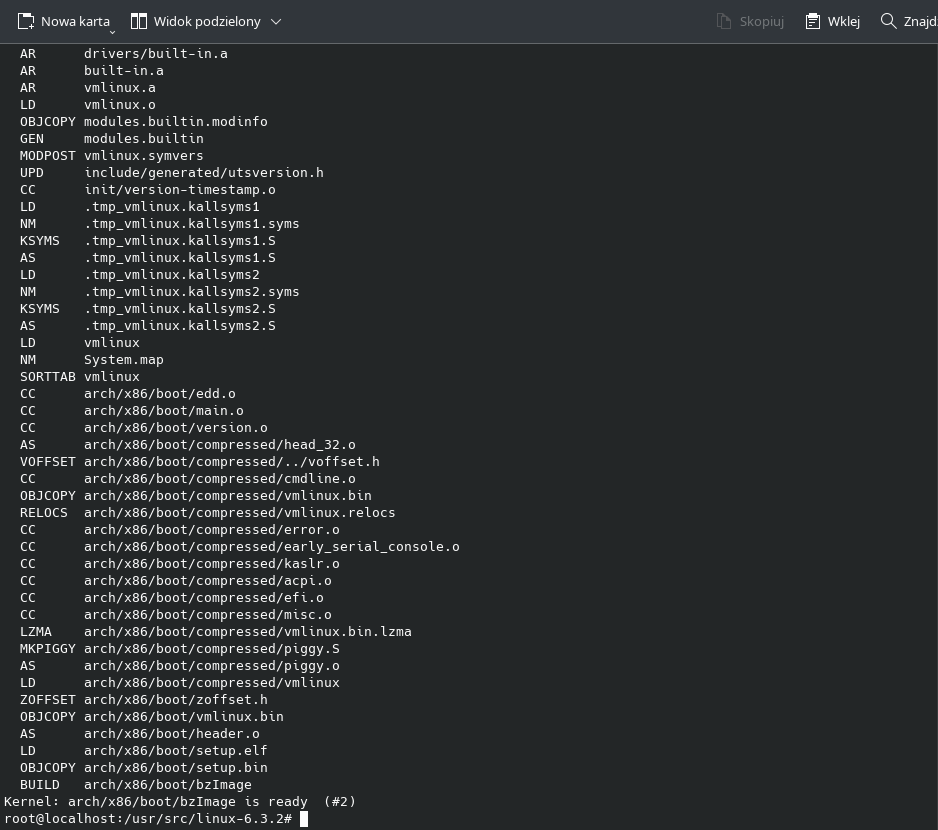 Nowa karta Widok podzielony Skopiuj Wklej Znajd
AR drivers/built-in.a
AR built-in.a
AR vmlinux.a
LD vmlinux.o
OBJCOPY modules.builtin.modinfo
GEN modules.builtin
MODPOST vmlinux.symvers
UPD include/generated/utsversion.h
CC init/version-timestamp.o
LD .tmp_vmlinux.kallsyms1
NM .tmp_vmlinux.kallsyms1.syms
KSYMS .tmp_vmlinux.kallsyms1.S
AS .tmp_vmlinux.kallsyms1.S
LD .tmp_vmlinux.kallsyms2
NM .tmp_vmlinux.kallsyms2.syms
KSYMS .tmp_vmlinux.kallsyms2.S
AS .tmp_vmlinux.kallsyms2.S
LD vmlinux
NM System.map
SORTTAB vmlinux
CC arch/x86/boot/edd.o
CC arch/x86/boot/main.o
CC arch/x86/boot/version.o
AS arch/x86/boot/compressed/head_32.o
VOFFSET arch/x86/boot/compressed/../voffset.h
CC arch/x86/boot/compressed/cmdline.o
OBJCOPY arch/x86/boot/compressed/vmlinux.bin
RELOCS arch/x86/boot/compressed/vmlinux.relocs
CC arch/x86/boot/compressed/error.o
CC arch/x86/boot/compressed/early_serial_console.o
CC arch/x86/boot/compressed/kaslr.o
CC arch/x86/boot/compressed/acpi.o
CC arch/x86/boot/compressed/efi.o
CC arch/x86/boot/compressed/misc.o
LZMA arch/x86/boot/compressed/vmlinux.bin.lzma
MKPIGGY arch/x86/boot/compressed/piggy.S
AS arch/x86/boot/compressed/piggy.o
LD arch/x86/boot/compressed/vmlinux
ZOFFSET arch/x86/boot/zoffset.h
OBJCOPY arch/x86/boot/vmlinux.bin
AS arch/x86/boot/header.o
LD arch/x86/boot/setup.elf
OBJCOPY arch/x86/boot/setup.bin
BUILD arch/x86/boot/bzImage
Kernel: arch/x86/boot/bzImage is ready (#2)
root@localhost:/usr/src/linux-6.3.2#